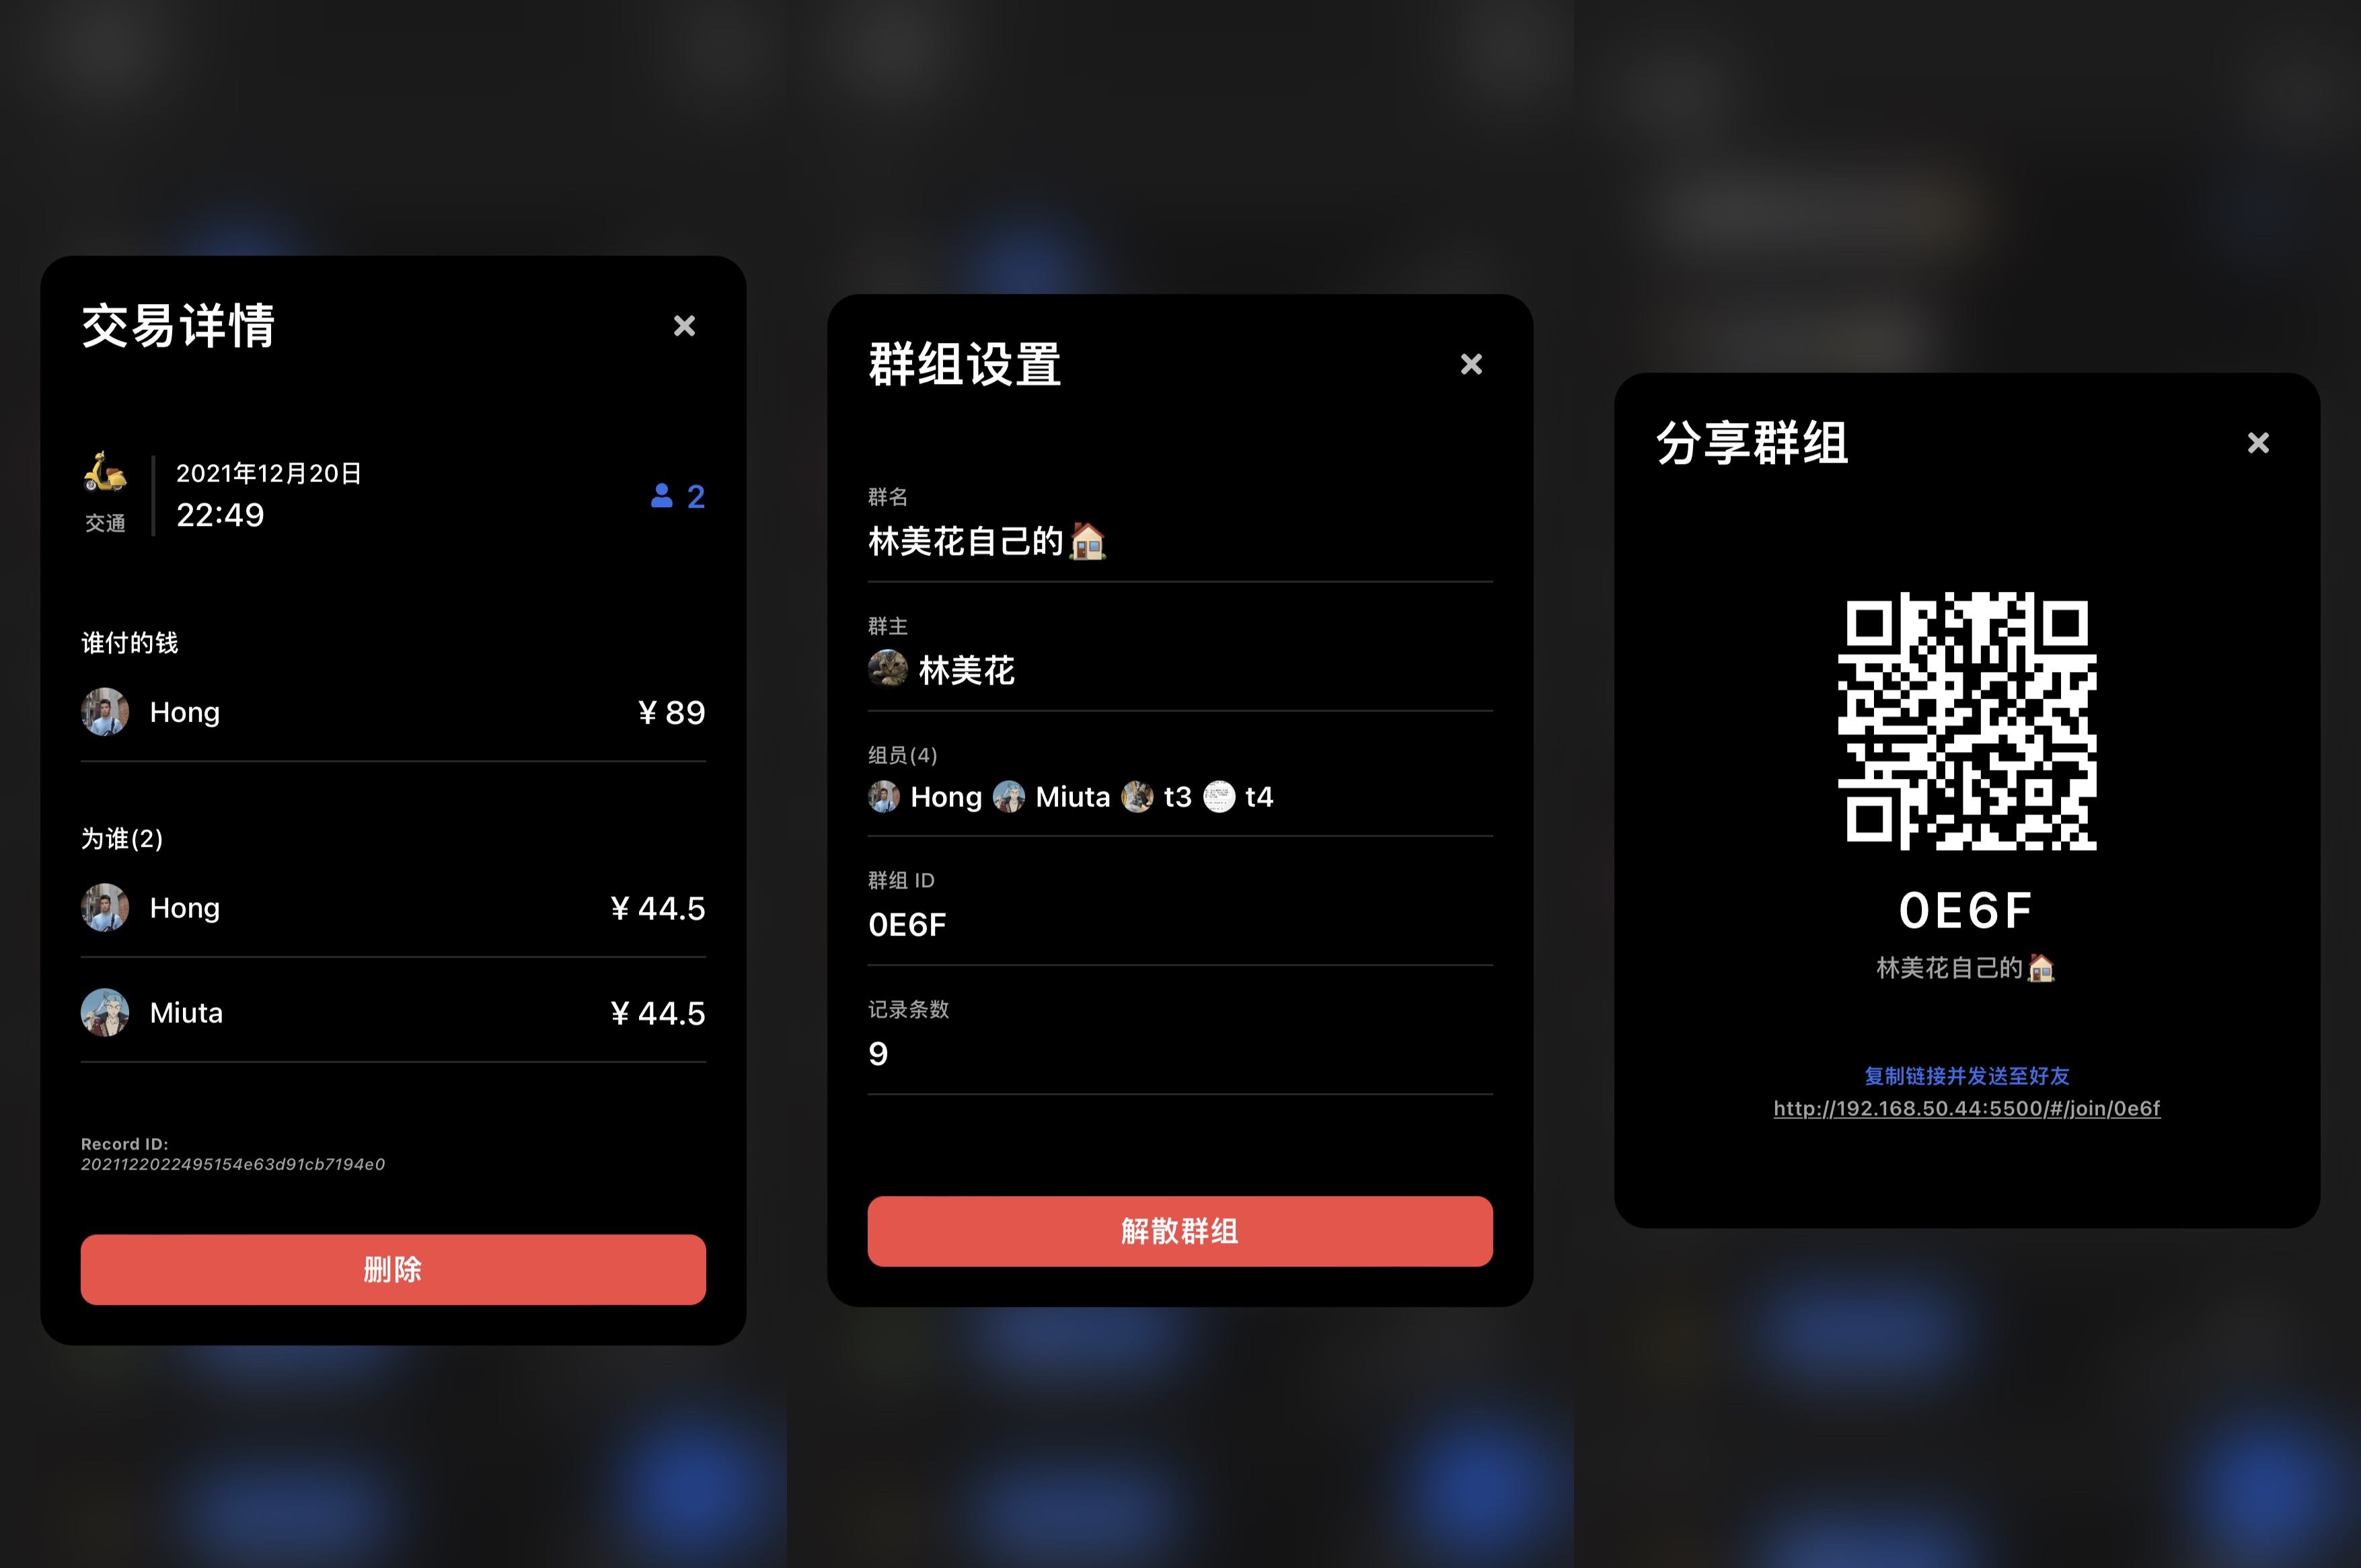 交易详情
交通
2021年12月20日
22:49
2
谁付的钱
Hong
¥ 89
为谁(2)
Hong
¥ 44.5
Miuta
¥ 44.5
Record ID:
2021122022495154e63d91cb7194e0
删除
群组设置
群名
林美花自己的🏠
群主
林美花
组员(4)
Hong Miuta t3 t4
群组 ID
0E6F
记录条数
9
解散群组
分享群组
0E6F
林美花自己的🏠
复制链接并发送至好友
http://192.168.50.44:5500/#/join/0e6f